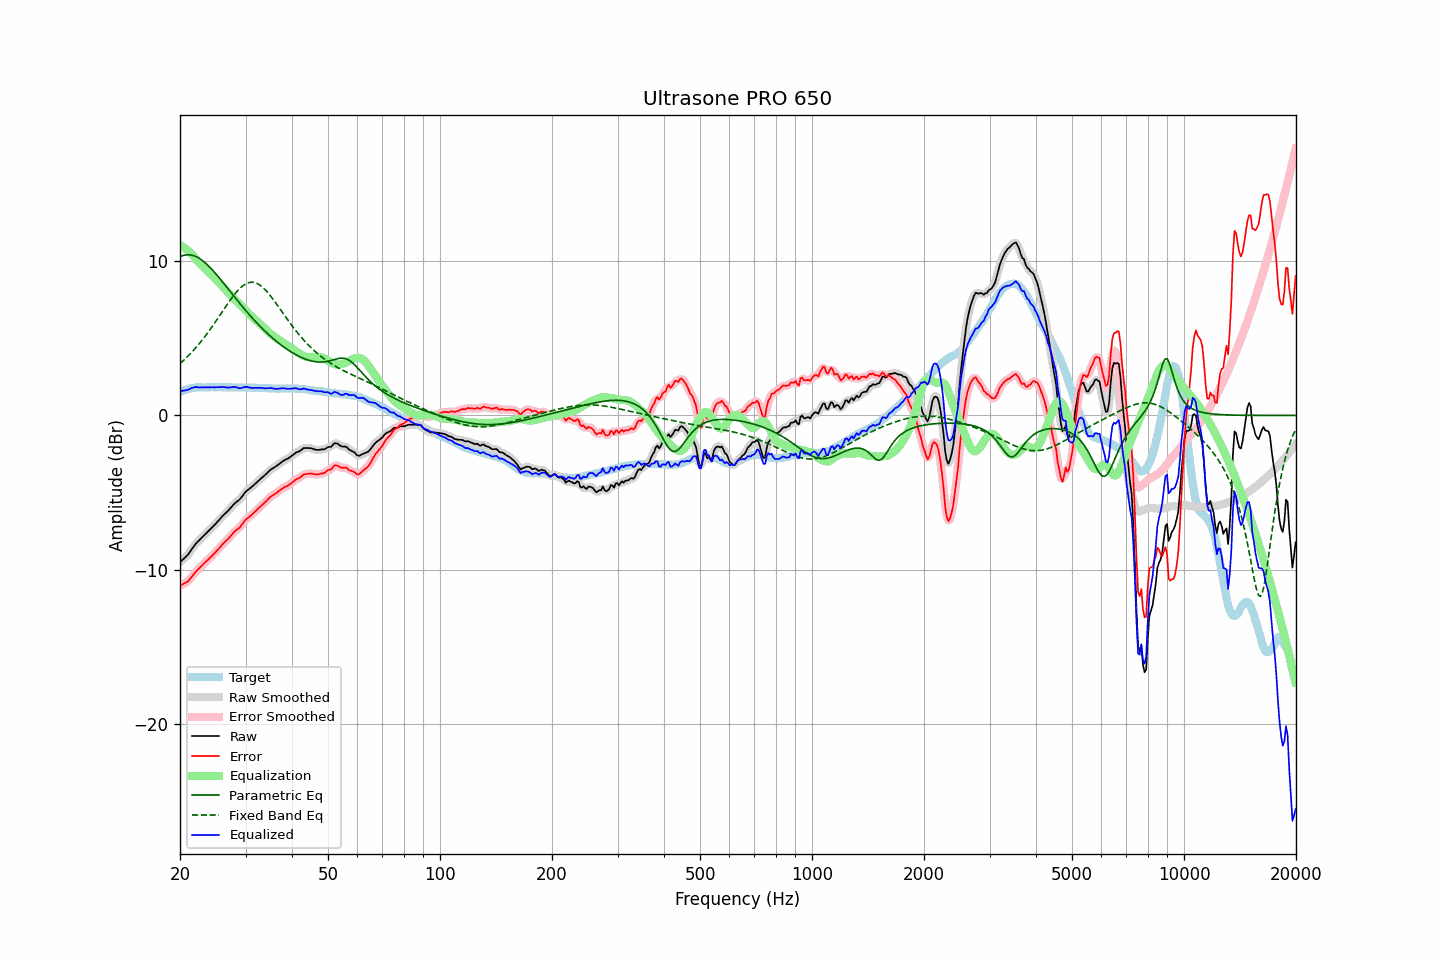 Ultrasone PRO 650
Amplitude (dBr)
10
0
−10
−20
Target
Raw Smoothed
Error Smoothed
Raw
Error
Equalization
Parametric Eq
Fixed Band Eq
Equalized
20 50 100 200 500 1000 2000 5000 10000 20000
Frequency (Hz)